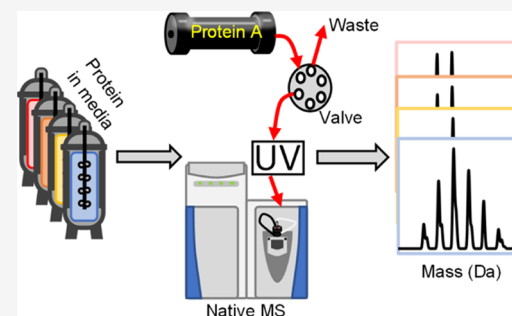 Protein A
Waste
Protein
in media
Valve
UV
Mass (Da)
Native MS